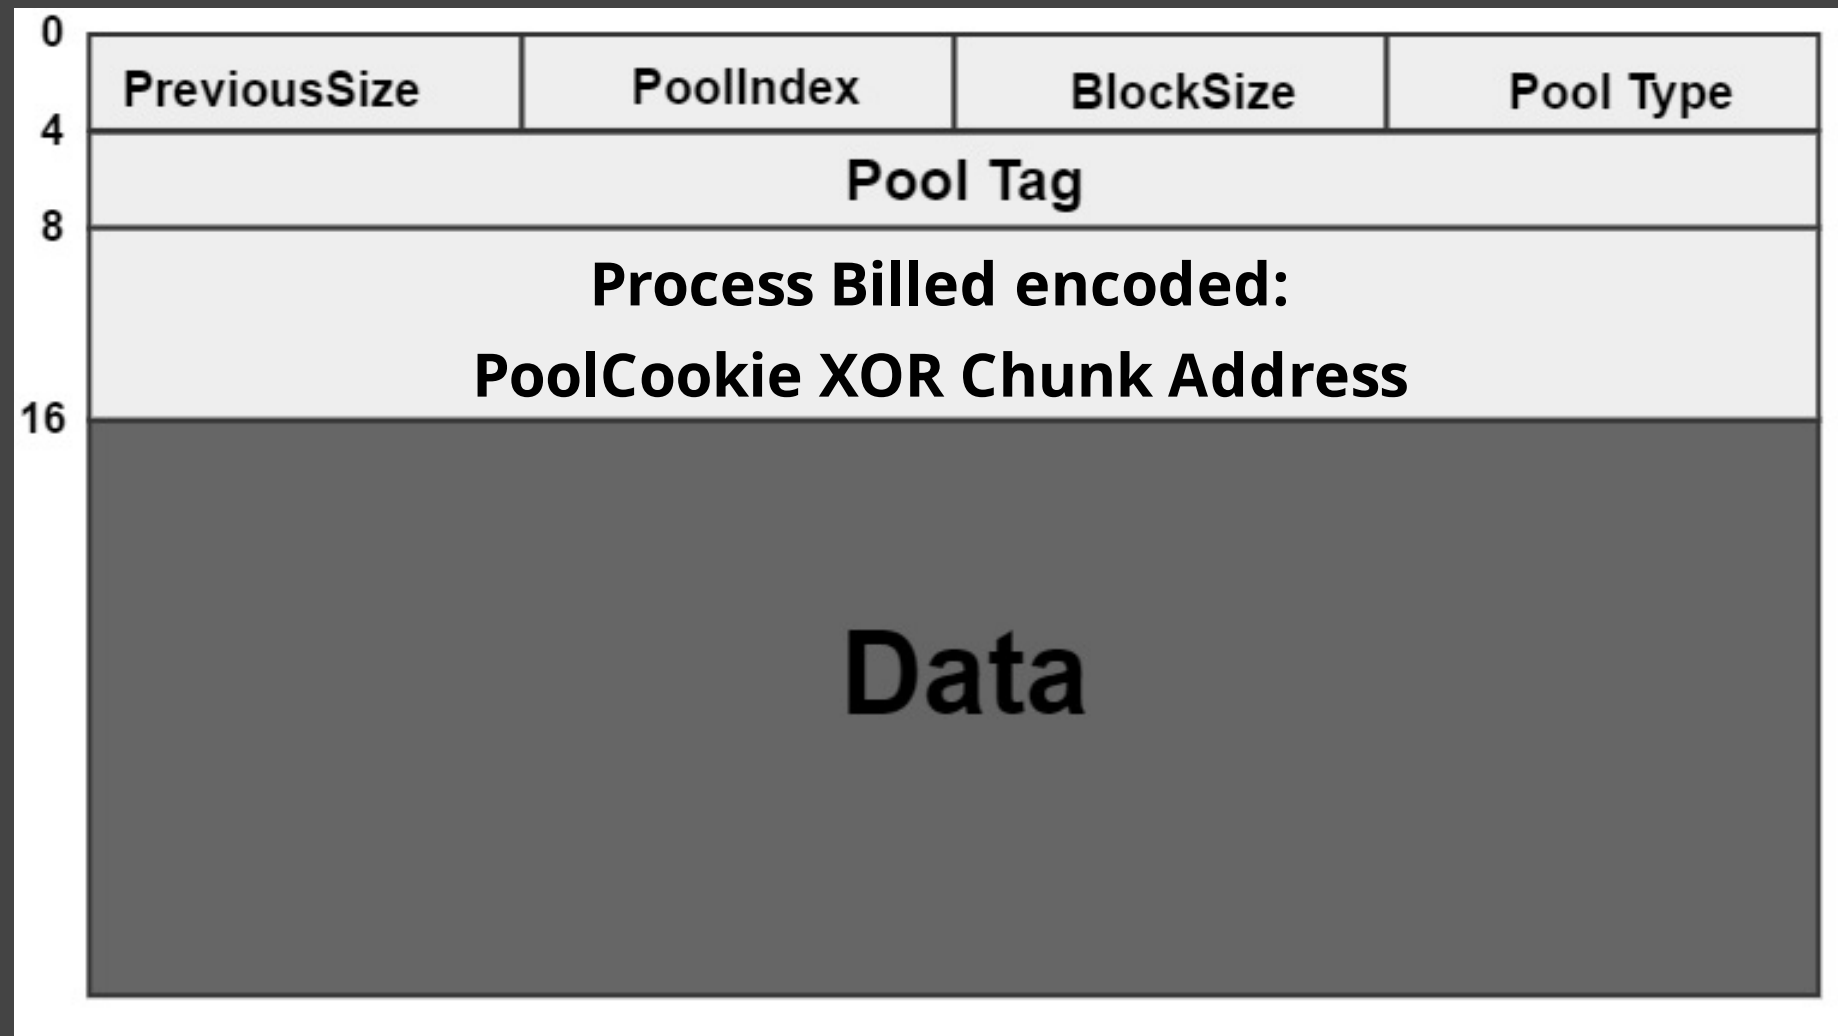 0
PreviousSize PoolIndex BlockSize Pool Type
4
Pool Tag
8
Process Billed encoded:
PoolCookie XOR Chunk Address
16
Data